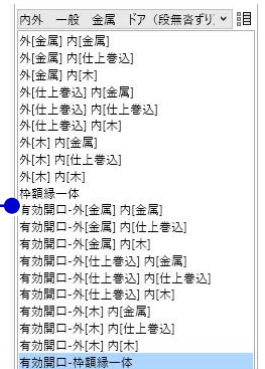 内外 一般 金属 ドア（段無沓ずり）
外[金属] 内[金属]
外[金属] 内[仕上巻込]
外[金属] 内[木]
外[仕上巻込] 内[金属]
外[仕上巻込] 内[仕上巻込]
外[仕上巻込] 内[木]
外[木] 内[金属]
外[木] 内[仕上巻込]
外[木] 内[木]
枠額縁一体
有効開口-外[金属] 内[金属]
有効開口-外[金属] 内[仕上巻込]
有効開口-外[金属] 内[木]
有効開口-外[仕上巻込] 内[金属]
有効開口-外[仕上巻込] 内[仕上巻込]
有効開口-外[仕上巻込] 内[木]
有効開口-外[木] 内[金属]
有効開口-外[木] 内[仕上巻込]
有効開口-外[木] 内[木]
有効開口-枠額縁一体